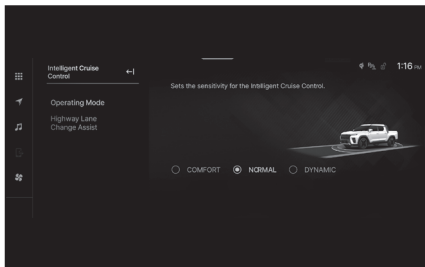 Intelligent Cruise
Control
1:16 PM
Sets the sensitivity for the Intelligent Cruise Control.
Operating Mode
Highway Lane
Change Assist
COMFORT
NORMAL
DYNAMIC